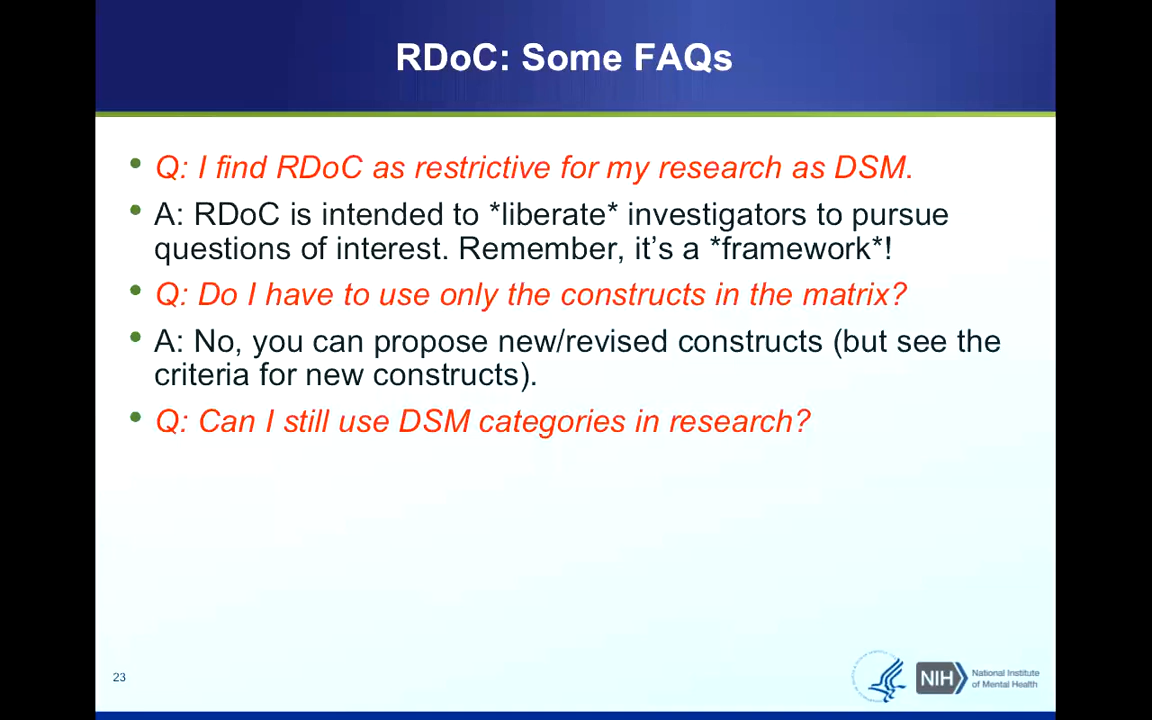 RDoC: Some FAQs
• Q: I find RDoC as restrictive for my research as DSM.
• A: RDoC is intended to *liberate* investigators to pursue
questions of interest. Remember, it’s a *framework*!
• Q: Do I have to use only the constructs in the matrix?
• A: No, you can propose new/revised constructs (but see the
criteria for new constructs).
• Q: Can I still use DSM categories in research?
23
NIH
National Institute
of Mental Health